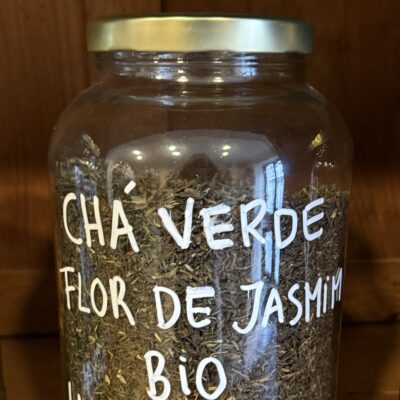 CHÁ VERDE
FLOR DE JASMIM
BIO